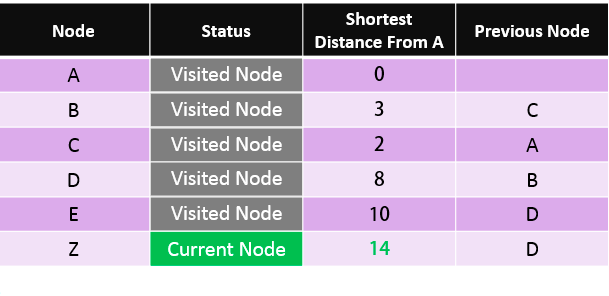 Node Status Shortest Distance From A Previous Node
A Visited Node 0
B Visited Node 3 C
C Visited Node 2 A
D Visited Node 8 B
E Visited Node 10 D
Z Current Node 14 D